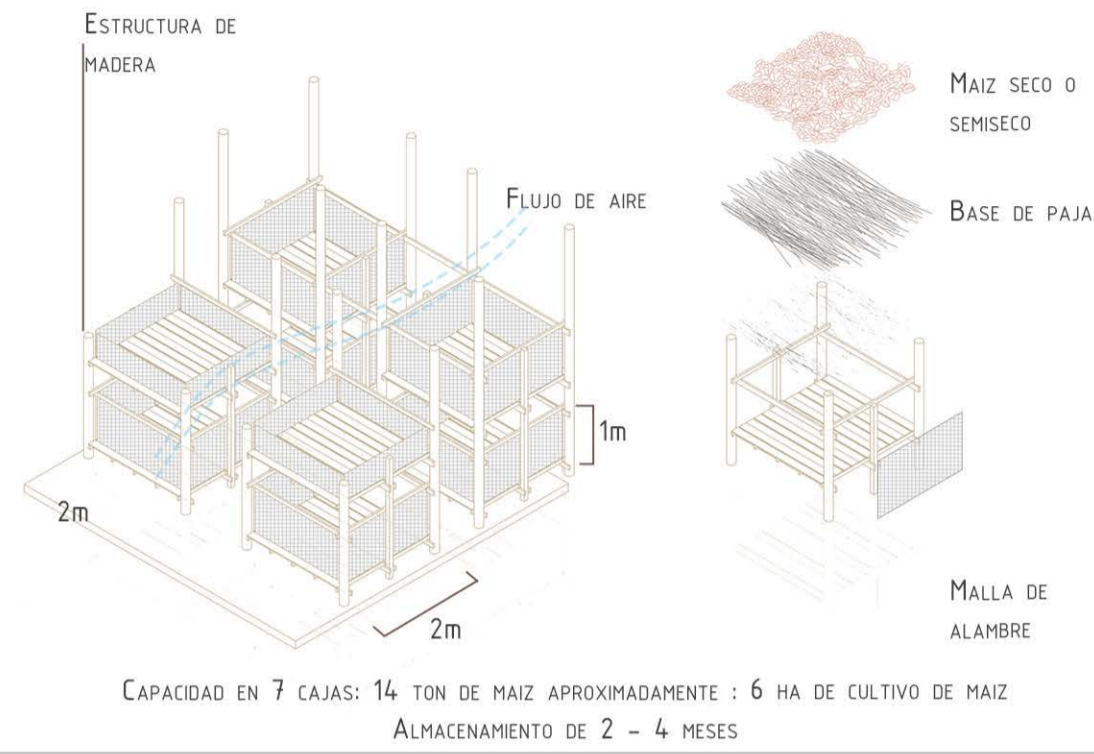 ESTRUCTURA DE
MADERA
FLUJO DE AIRE
1m
2m
2m
MAIZ SECO O
SEMISECO
BASE DE PAJA
MALLA DE
ALAMBRE
CAPACIDAD EN 7 CAJAS: 14 TON DE MAIZ APROXIMADAMENTE : 6 HA DE CULTIVO DE MAIZ
ALMACENAMIENTO DE 2 – 4 MESES